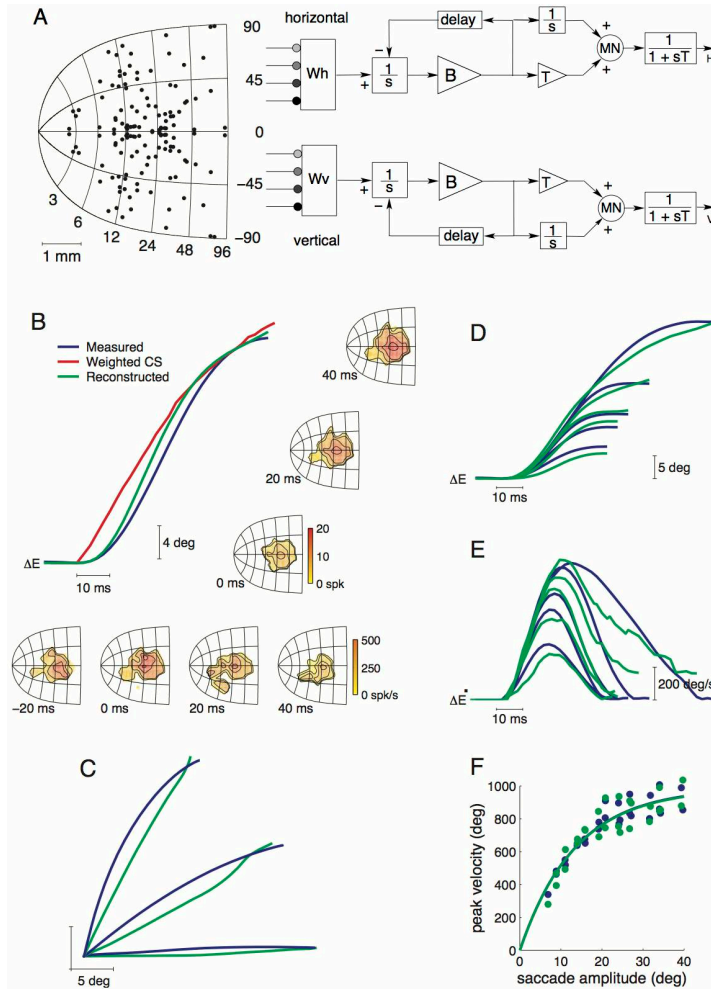 A
horizontal
90
45
0
−45
−90
3
6
12
24
48
96
1 mm
vertical
Wh
Wv
+
−
1
s
B
delay
1
s
T
+
MN
+
1
1 + sT
+
−
1
s
B
delay
T
1
s
+
MN
+
1
1 + sT
B
Measured
Weighted CS
Reconstructed
40 ms
20 ms
0 ms
20
10
0 spk
ΔE
4 deg
10 ms
−20 ms
0 ms
20 ms
40 ms
500
250
0 spk/s
C
5 deg
D
ΔE
5 deg
10 ms
E
ΔE
200 deg/s
10 ms
F
1000
800
600
400
200
0
0
10
20
30
40
peak velocity (deg)
saccade amplitude (deg)